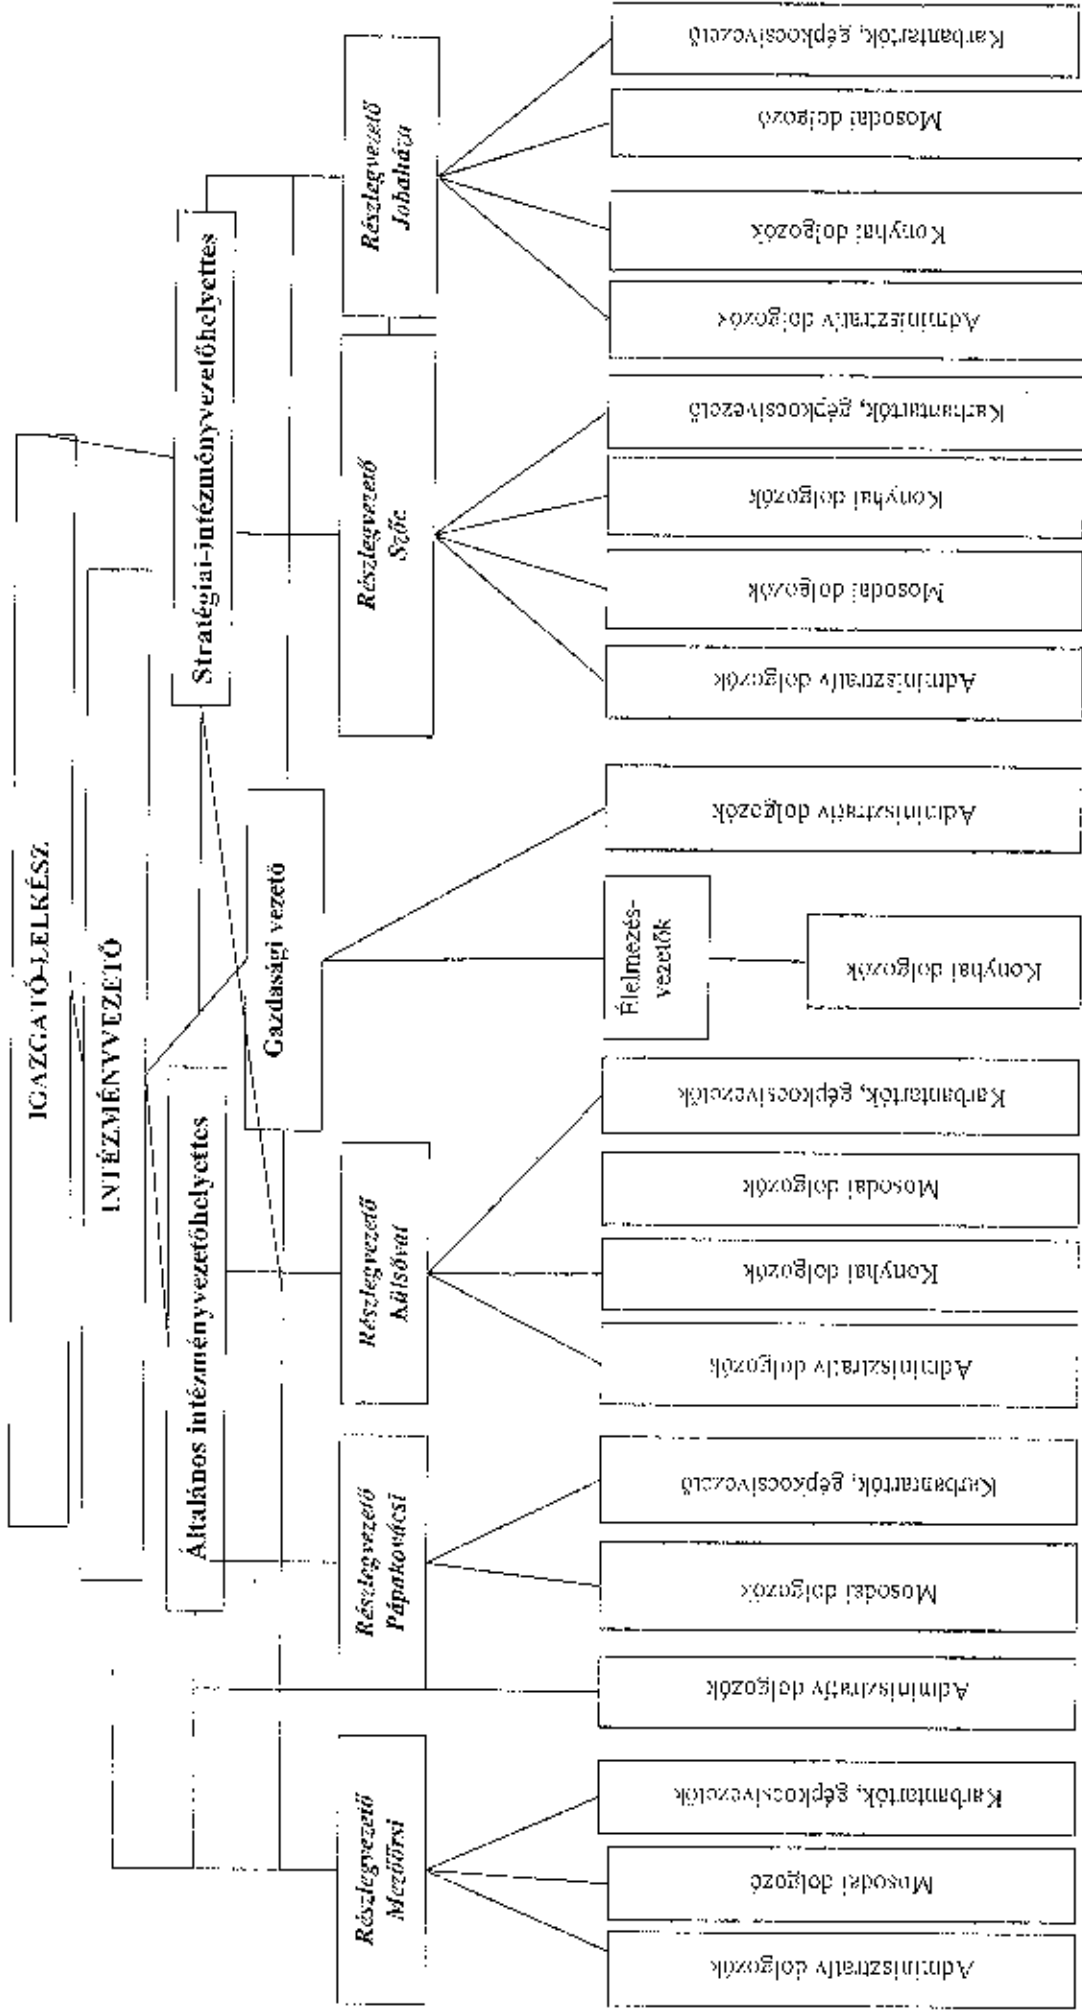 IGAZGATÓ-LELKÉSZ
INTÉZMÉNYVEZETŐ
Általános intézményvezetőhelyettes
Stratégiai-intézményvezetőhelyettes
Gazdasági vezető
Részlegvezető
Mezőörsi
Részlegvezető
Pápakovácsi
Részlegvezető
Külsővat
Részlegvezető
Szőc
Részlegvezető
Jobaháza
Élelmezés-
vezetők
Adminisztratív dolgozók
Mosodai dolgozó
Karbantartók, gépkocsivezetők
Adminisztratív dolgozók
Mosodai dolgozók
Karbantartók, gépkocsivezető
Adminisztratív dolgozók
Konyhai dolgozók
Mosodai dolgozók
Karbantartók, gépkocsivezetők
Konyhai dolgozók
Adminisztratív dolgozók
Adminisztratív dolgozók
Mosodai dolgozók
Konyhai dolgozók
Karbantartók, gépkocsivezető
Adminisztratív dolgozók
Konyhai dolgozók
Mosodai dolgozó
Karbantartók, gépkocsivezető